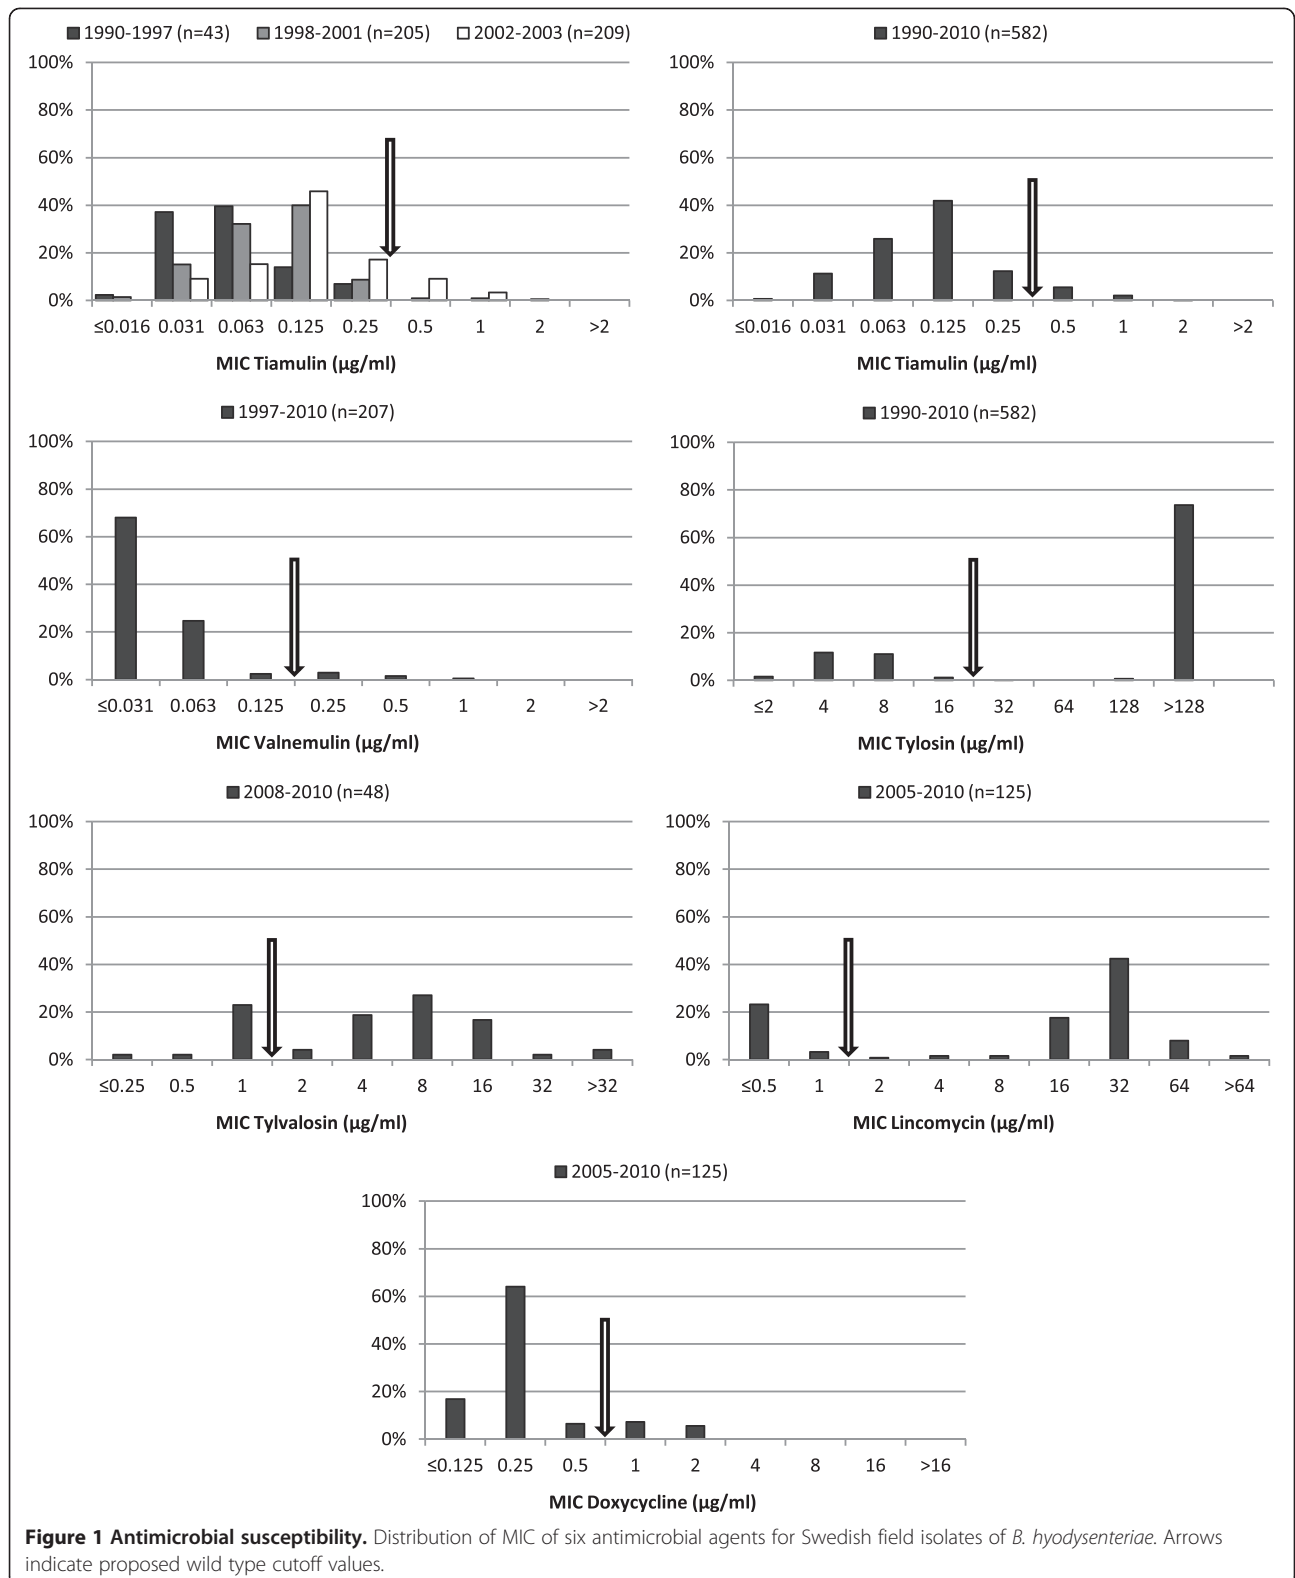 1990-1997 (n=43) 1998-2001 (n=205) 2002-2003 (n=209)
100%
80%
60%
40%
20%
0%
≤0.016 0.031 0.063 0.125 0.25 0.5 1 2 >2
MIC Tiamulin (µg/ml)
1990-2010 (n=582)
100%
80%
60%
40%
20%
0%
≤0.016 0.031 0.063 0.125 0.25 0.5 1 2 >2
MIC Tiamulin (µg/ml)
1997-2010 (n=207)
100%
80%
60%
40%
20%
0%
≤0.031 0.063 0.125 0.25 0.5 1 2 >2
MIC Valnemulin (µg/ml)
1990-2010 (n=582)
100%
80%
60%
40%
20%
0%
≤2 4 8 16 32 64 128 >128
MIC Tylosin (µg/ml)
2008-2010 (n=48)
100%
80%
60%
40%
20%
0%
≤0.25 0.5 1 2 4 8 16 32 >32
MIC Tylvalosin (µg/ml)
2005-2010 (n=125)
100%
80%
60%
40%
20%
0%
≤0.5 1 2 4 8 16 32 64 >64
MIC Lincomycin (µg/ml)
2005-2010 (n=125)
100%
80%
60%
40%
20%
0%
≤0.125 0.25 0.5 1 2 4 8 16 >16
MIC Doxycycline (µg/ml)
Figure 1 Antimicrobial susceptibility. Distribution of MIC of six antimicrobial agents for Swedish field isolates of B. hyodysenteriae. Arrows
indicate proposed wild type cutoff values.